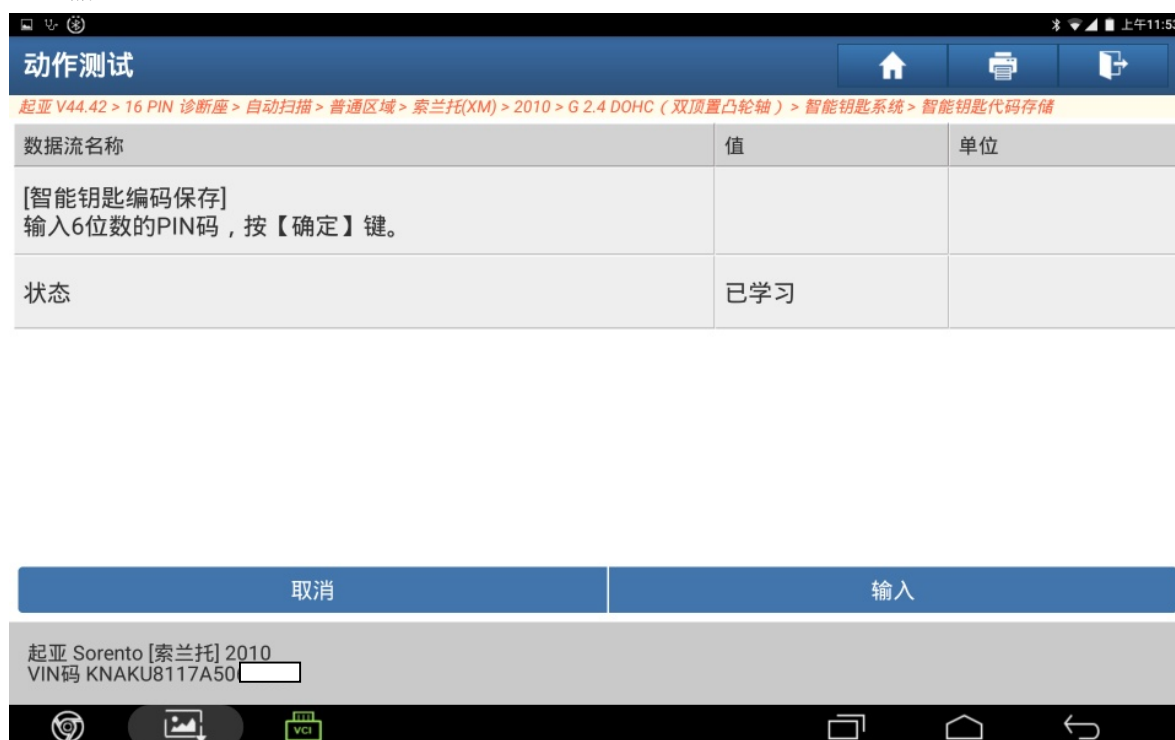 上午11:53
动作测试
起亚 V44.42 > 16 PIN 诊断座 > 自动扫描 > 普通区域 > 索兰托(XM) > 2010 > G 2.4 DOHC ( 双顶置凸轮轴 ) > 智能钥匙系统 > 智能钥匙代码存储
数据流名称 值 单位
[智能钥匙编码保存]
输入6位数的PIN码，按【确定】键。
状态 已学习
取消 输入
起亚 Sorento [索兰托] 2010
VIN码 KNAKU8117A50
VCI